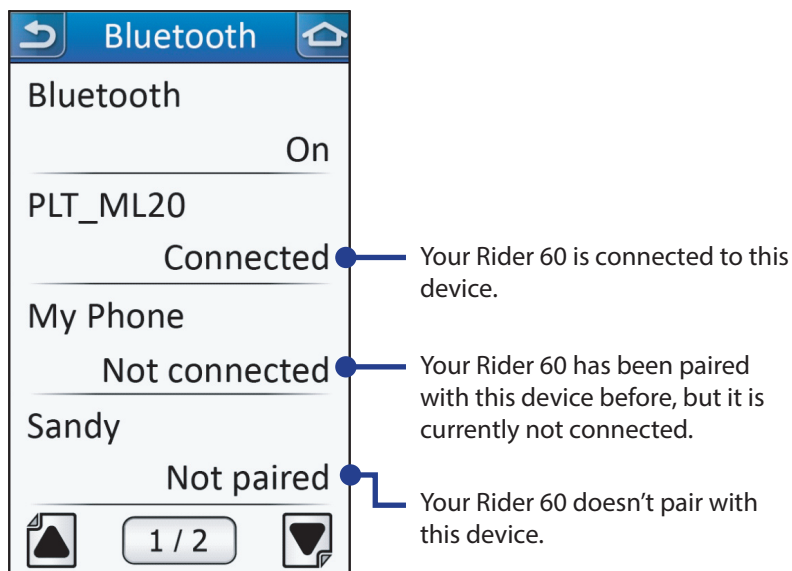 Bluetooth
Bluetooth
On
PLT_ML20
Connected
Your Rider 60 is connected to this
device.
My Phone
Not connected
Your Rider 60 has been paired
with this device before, but it is
currently not connected.
Sandy
Not paired
Your Rider 60 doesn’t pair with
this device.
1 / 2